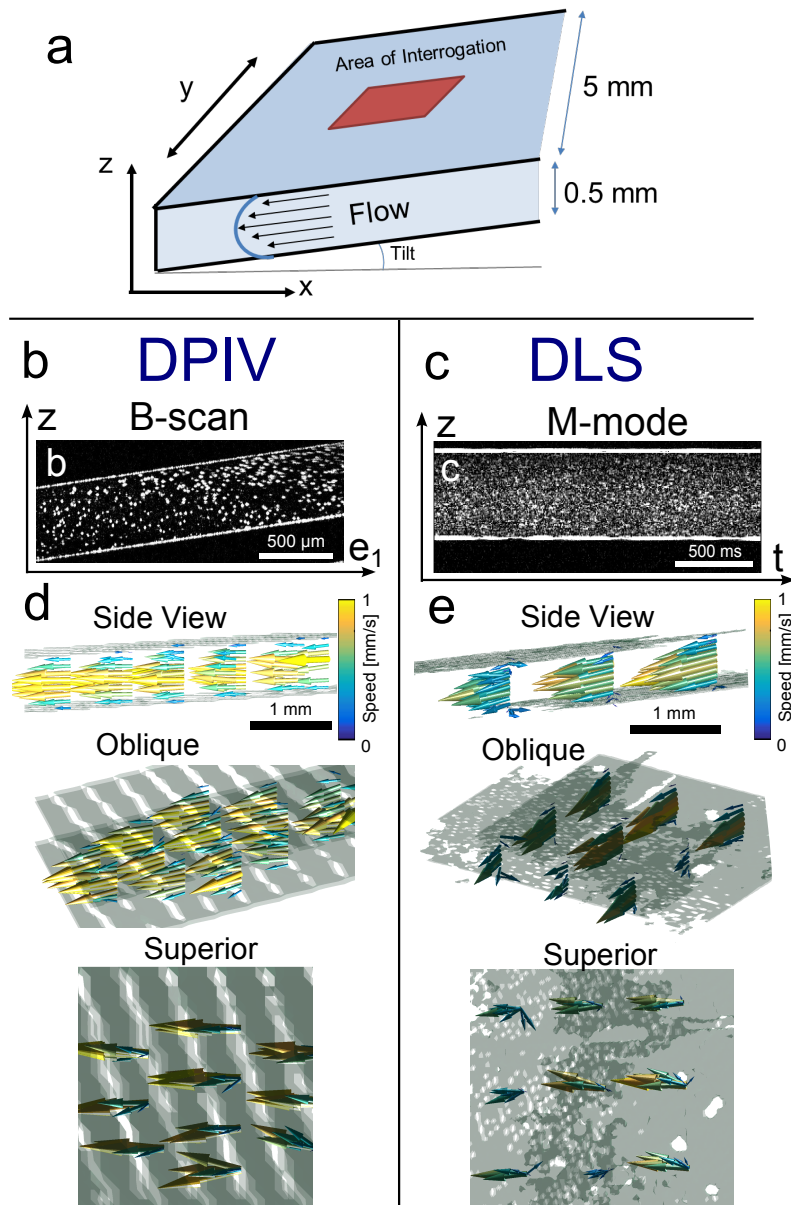 a
Area of Interrogation
y
5 mm
z
0.5 mm
Flow
Tilt
x
b
DPIV
c
DLS
B-scan
M-mode
z
z
b
c
500 µm
500 ms
e1
t
d
Side View
1
Speed [mm/s]
0
1 mm
e
Side View
1
Speed [mm/s]
0
1 mm
Oblique
Oblique
Superior
Superior